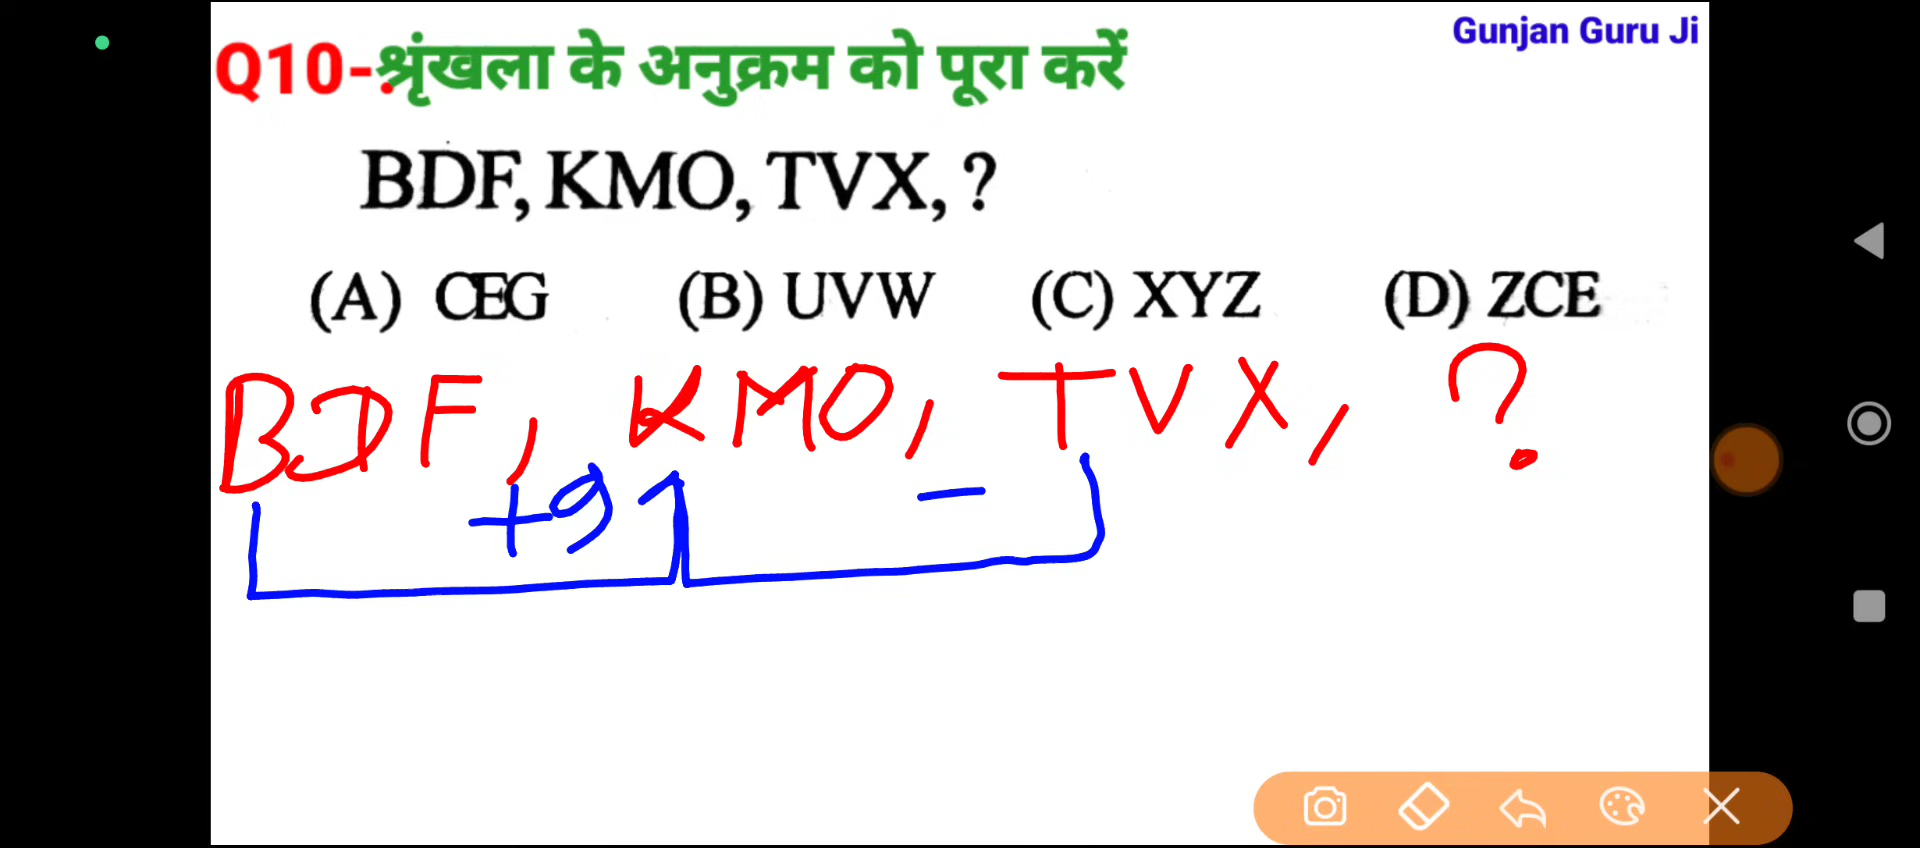 Gunjan Guru Ji
Q10-श्रृंखला के अनुक्रम को पूरा करें
BDF, KMO, TVX, ?
(A) CEG (B) UVW (C) XYZ (D) ZCE
BDF, KMO, TVX, ?
+9 -